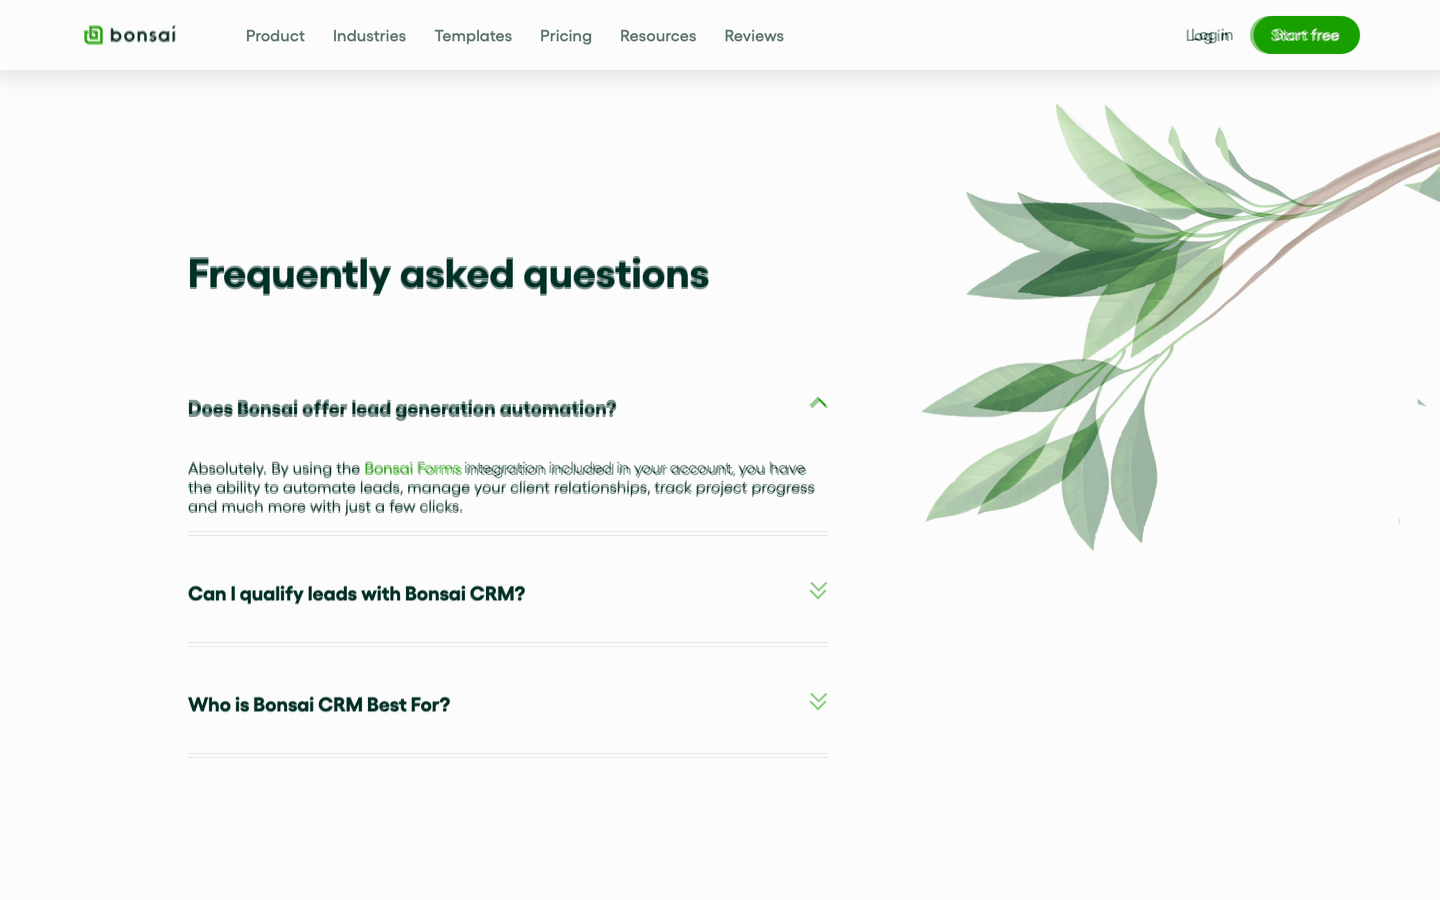 bonsai
Product Industries Templates Pricing Resources Reviews
Log in
Start free
Frequently asked questions
Does Bonsai offer lead generation automation?
Absolutely. By using the Bonsai Forms integration included in your account, you have
the ability to automate leads, manage your client relationships, track project progress
and much more with just a few clicks.
Can I qualify leads with Bonsai CRM?
Who is Bonsai CRM Best For?